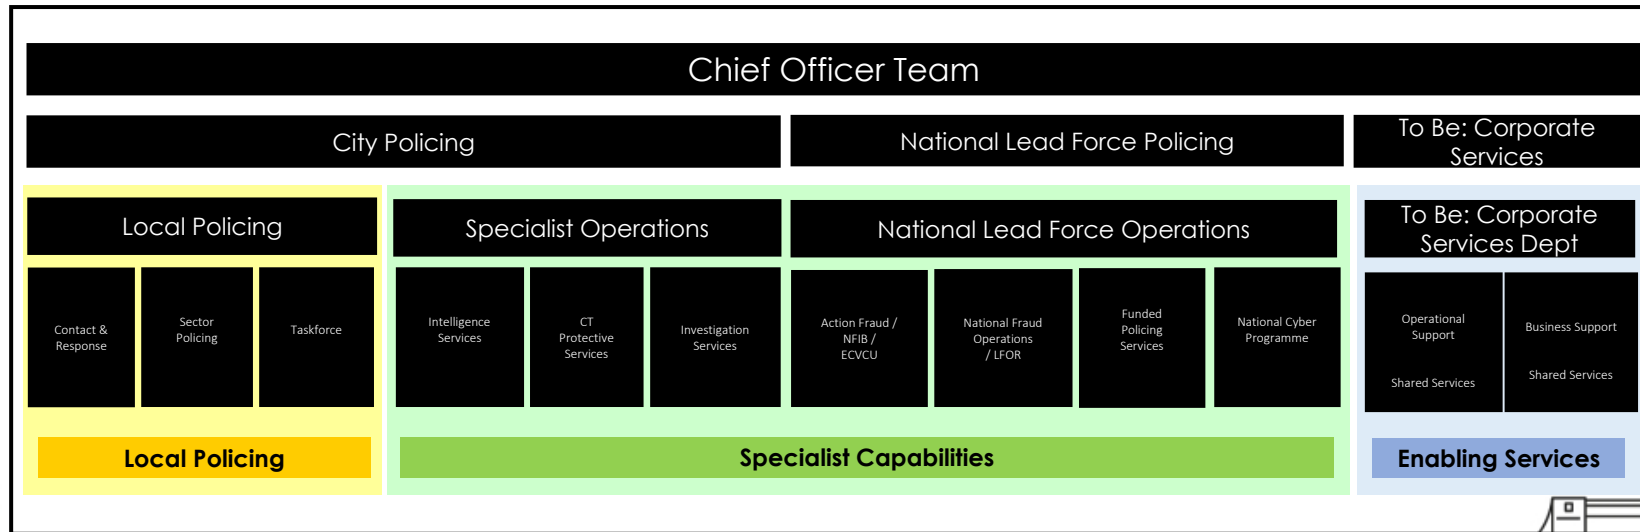 Chief Officer Team
City Policing
National Lead Force Policing
To Be: Corporate
Services
Local Policing
Specialist Operations
National Lead Force Operations
To Be: Corporate
Services Dept
Contact &
Response
Sector
Policing
Taskforce
Intelligence
Services
CT
Protective
Services
Investigation
Services
Action Fraud /
NFIB /
ECVCU
National Fraud
Operations
/ LFOR
Funded
Policing
Services
National Cyber
Programme
Operational
Support
Shared Services
Business Support
Shared Services
Local Policing
Specialist Capabilities
Enabling Services